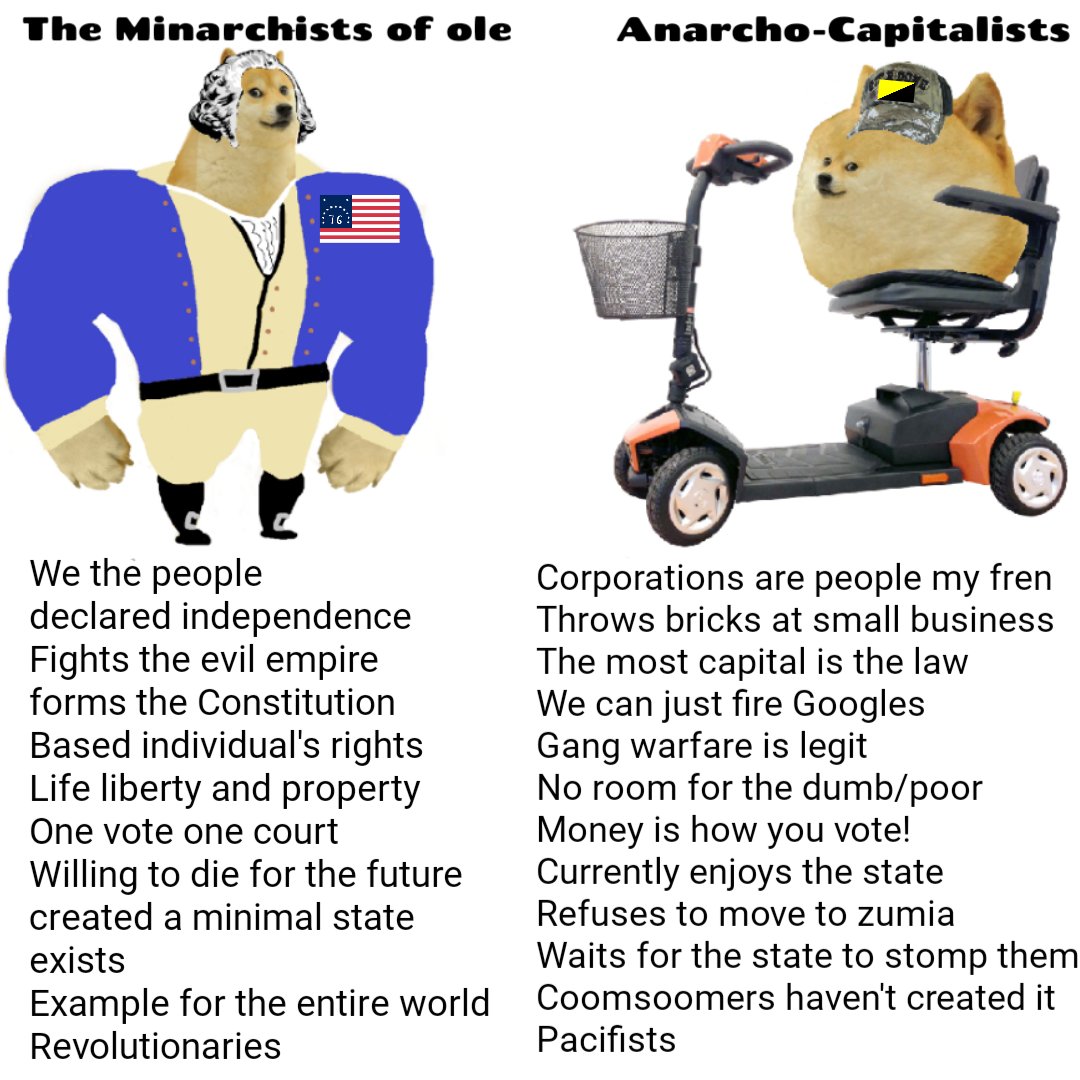 The Minarchists of ole
Anarcho-Capitalists
76
We the people
declared independence
Fights the evil empire
forms the Constitution
Based individual's rights
Life liberty and property
One vote one court
Willing to die for the future
created a minimal state
exists
Example for the entire world
Revolutionaries
Corporations are people my fren
Throws bricks at small business
The most capital is the law
We can just fire Googles
Gang warfare is legit
No room for the dumb/poor
Money is how you vote!
Currently enjoys the state
Refuses to move to zumia
Waits for the state to stomp them
Coomsoomers haven't created it
Pacifists